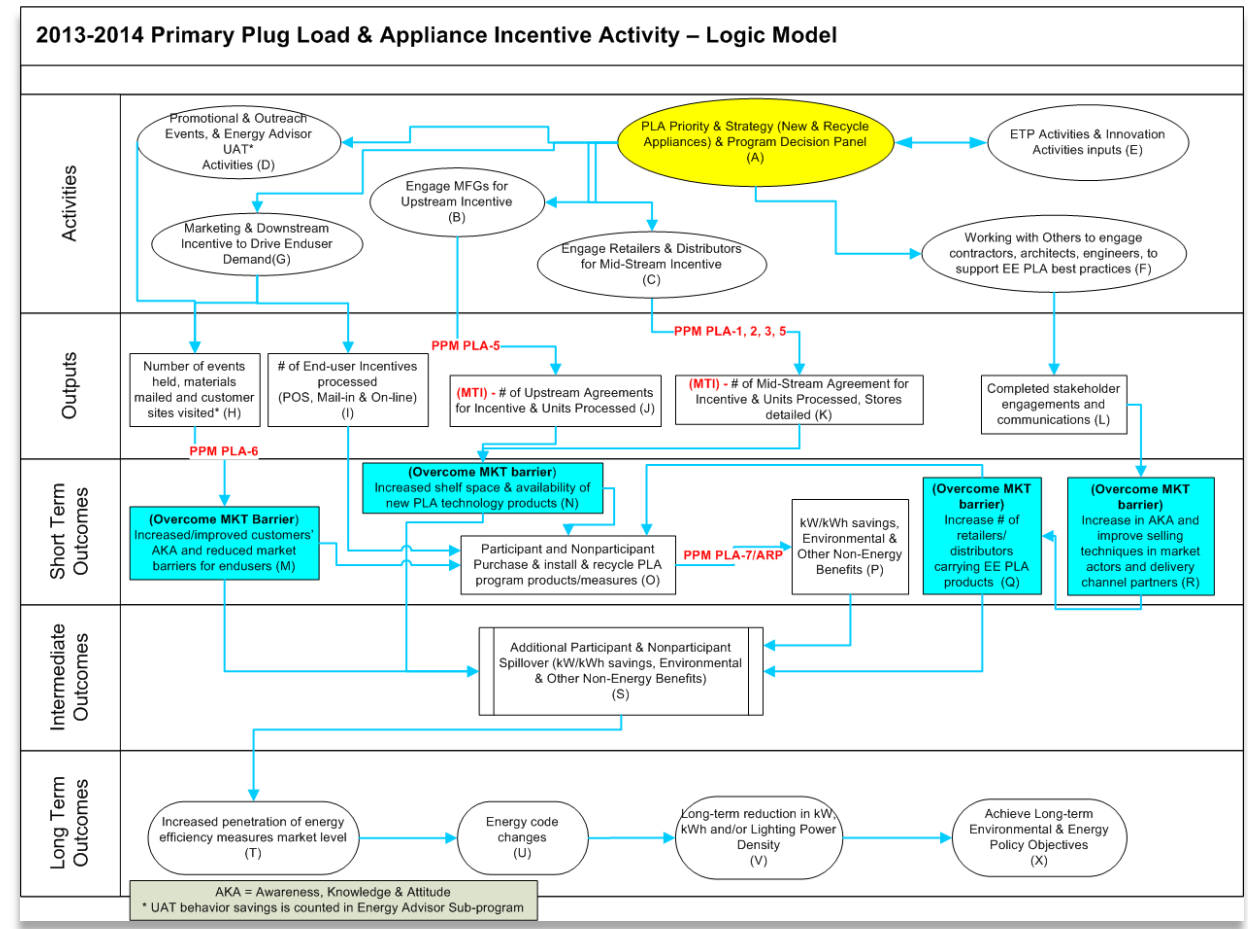 2013-2014 Primary Plug Load & Appliance Incentive Activity – Logic Model
Activities
Promotional & Outreach
Events, & Energy Advisor
UAT*
Activities (D)
PLA Priority & Strategy (New & Recycle
Appliances) & Program Decision Panel
(A)
ETP Activities & Innovation
Activities inputs (E)
Engage MFGs for
Upstream Incentive
(B)
Marketing & Downstream
Incentive to Drive Enduser
Demand(G)
Engage Retailers & Distributors
for Mid-Stream Incentive
(C)
Working with Others to engage
contractors, architects, engineers, to
support EE PLA best practices (F)
Outputs
PPM PLA-5
PPM PLA-1, 2, 3, 5
Number of events
held, materials
mailed and customer
sites visited* (H)
# of End-user Incentives
processed
(POS, Mail-in & On-line)
(I)
(MTI) - # of Upstream Agreements
for Incentive & Units Processed (J)
(MTI) - # of Mid-Stream Agreement for
Incentive & Units Processed, Stores
detailed (K)
Completed stakeholder
engagements and
communications (L)
PPM PLA-6
Short Term
Outcomes
(Overcome MKT Barrier)
Increased/improved customers'
AKA and reduced market
barriers for endusers (M)
(Overcome MKT barrier)
Increased shelf space & availability of
new PLA technology products (N)
Participant and Nonparticipant
Purchase & install & recycle PLA
program products/measures (O)
PPM PLA-7/ARP
kW/kWh savings,
Environmental &
Other Non-Energy
Benefits (P)
(Overcome MKT
barrier)
Increase # of
retailers/
distributors
carrying EE PLA
products (Q)
(Overcome MKT
barrier)
Increase in AKA and
improve selling
techniques in market
actors and delivery
channel partners (R)
Intermediate
Outcomes
Additional Participant & Nonparticipant
Spillover (kW/kWh savings, Environmental
& Other Non-Energy Benefits)
(S)
Long Term
Outcomes
Increased penetration of energy
efficiency measures market level
(T)
Energy code
changes
(U)
Long-term reduction in kW,
kWh and/or Lighting Power
Density
(V)
Achieve Long-term
Environmental & Energy
Policy Objectives
(X)
AKA = Awareness, Knowledge & Attitude
* UAT behavior savings is counted in Energy Advisor Sub-program